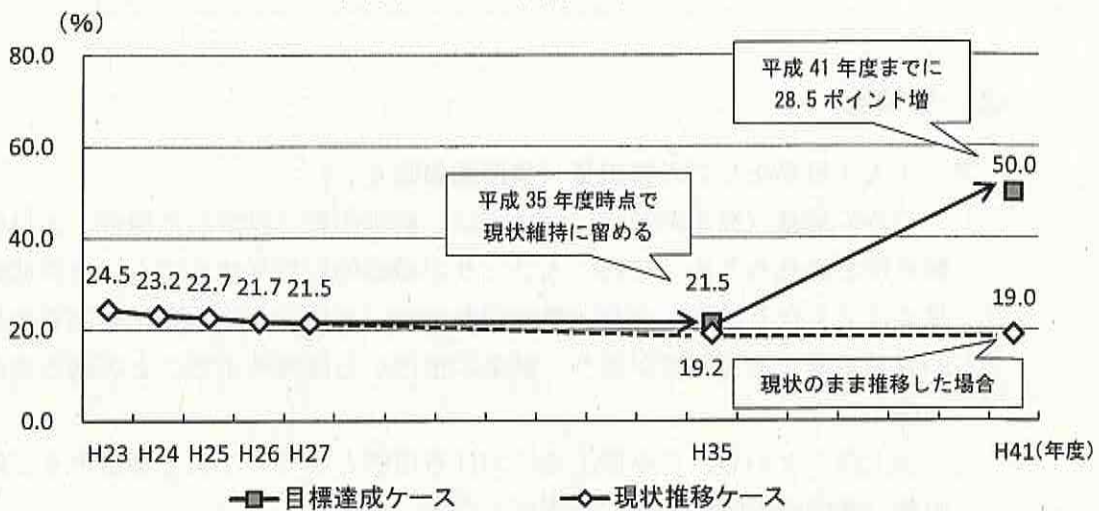 (%)
80.0
60.0
40.0
20.0
0.0
平成 41 年度までに
28.5 ポイント増
50.0
平成 35 年度時点で
現状維持に留める
24.5 23.2 22.7 21.7 21.5
21.5
19.0
19.2
現状のまま推移した場合
H23 H24 H25 H26 H27 H35 H41(年度)
目標達成ケース 現状推移ケース